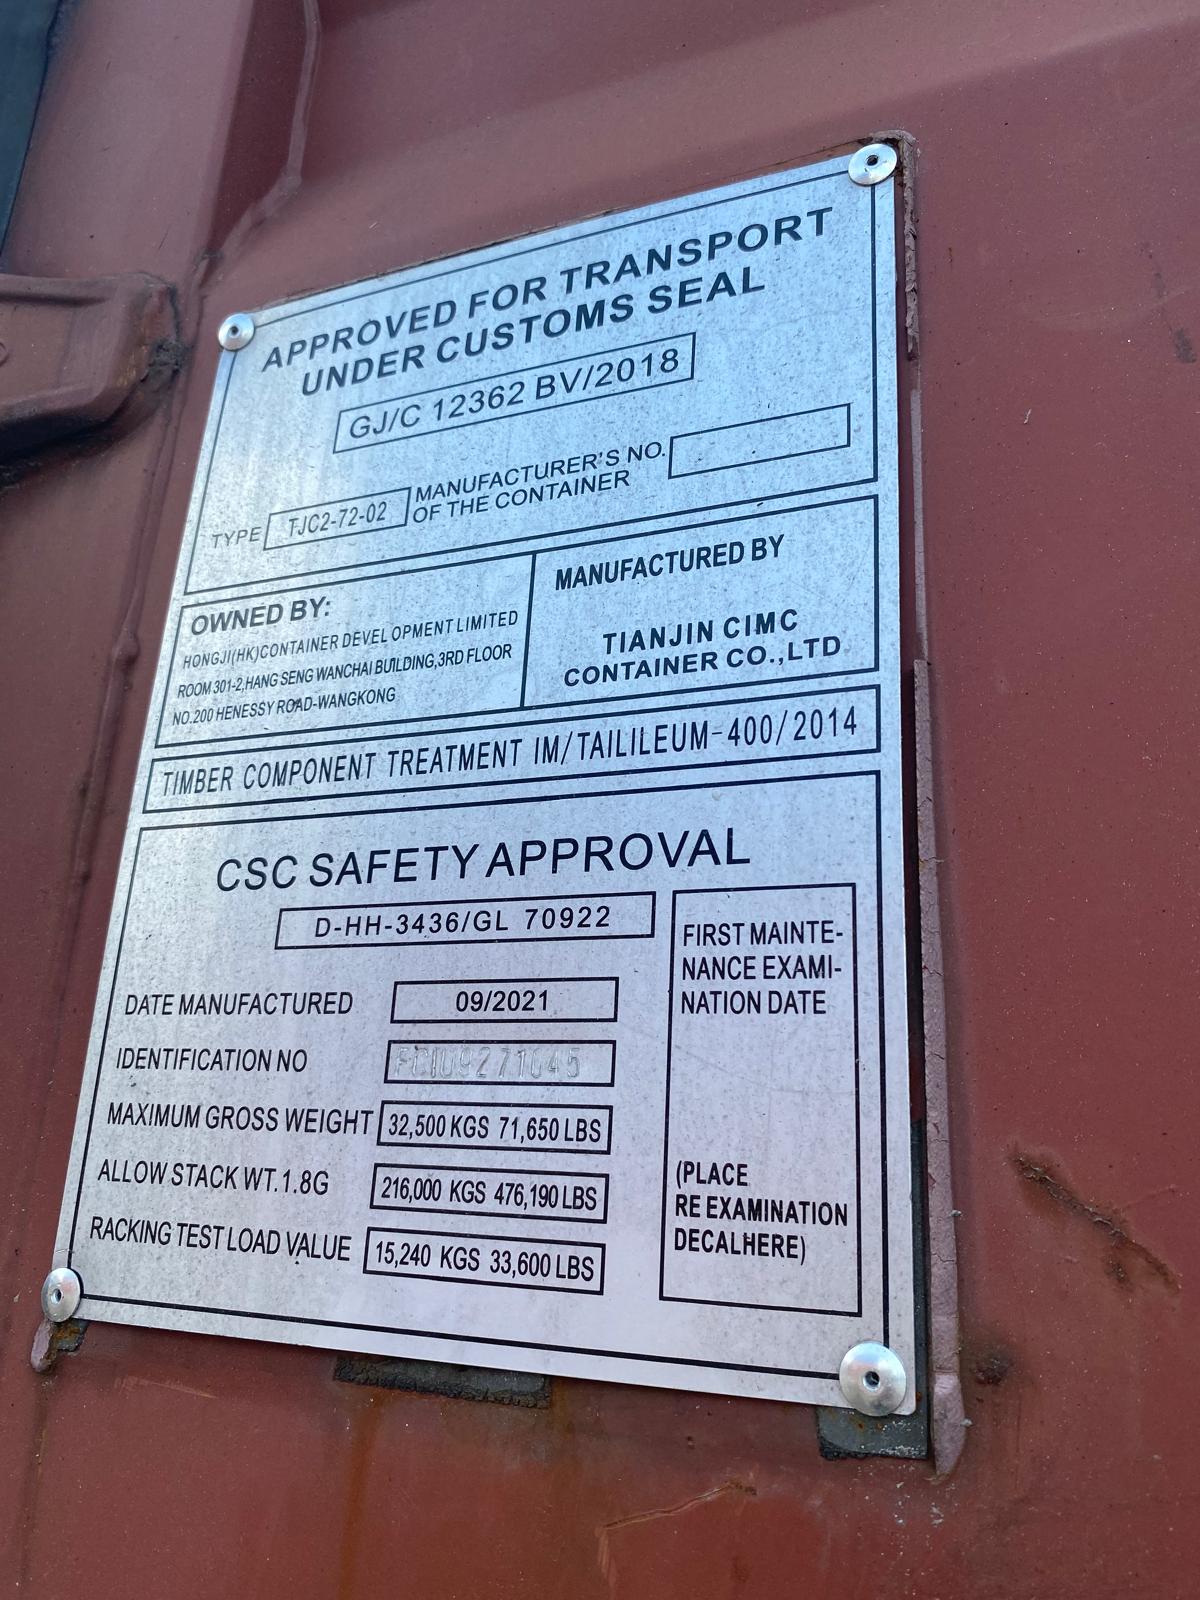 APPROVED FOR TRANSPORT
UNDER CUSTOMS SEAL
GJ/C 12362 BV/2018
TYPE TJC2-72-02 MANUFACTURER'S NO.
OF THE CONTAINER
OWNED BY:
HONGJI(HK)CONTAINER DEVELOPMENT LIMITED
ROOM 301-2,HANG SENG WANCHAI BUILDING,3RD FLOOR
NO.200 HENESSY ROAD-WANGKONG
MANUFACTURED BY
TIANJIN CIMC
CONTAINER CO.,LTD.
TIMBER COMPONENT TREATMENT IM/TAILILEUM-400/2014
CSC SAFETY APPROVAL
D-HH-3436/GL 70922
DATE MANUFACTURED 09/2021
IDENTIFICATION NO
MAXIMUM GROSS WEIGHT 32,500 KGS 71,650 LBS
ALLOW STACK WT.1.8G 216,000 KGS 476,190 LBS
RACKING TEST LOAD VALUE 15,240 KGS 33,600 LBS
FIRST MAINTE-
NANCE EXAMI-
NATION DATE
(PLACE
RE EXAMINATION
DECALHERE)